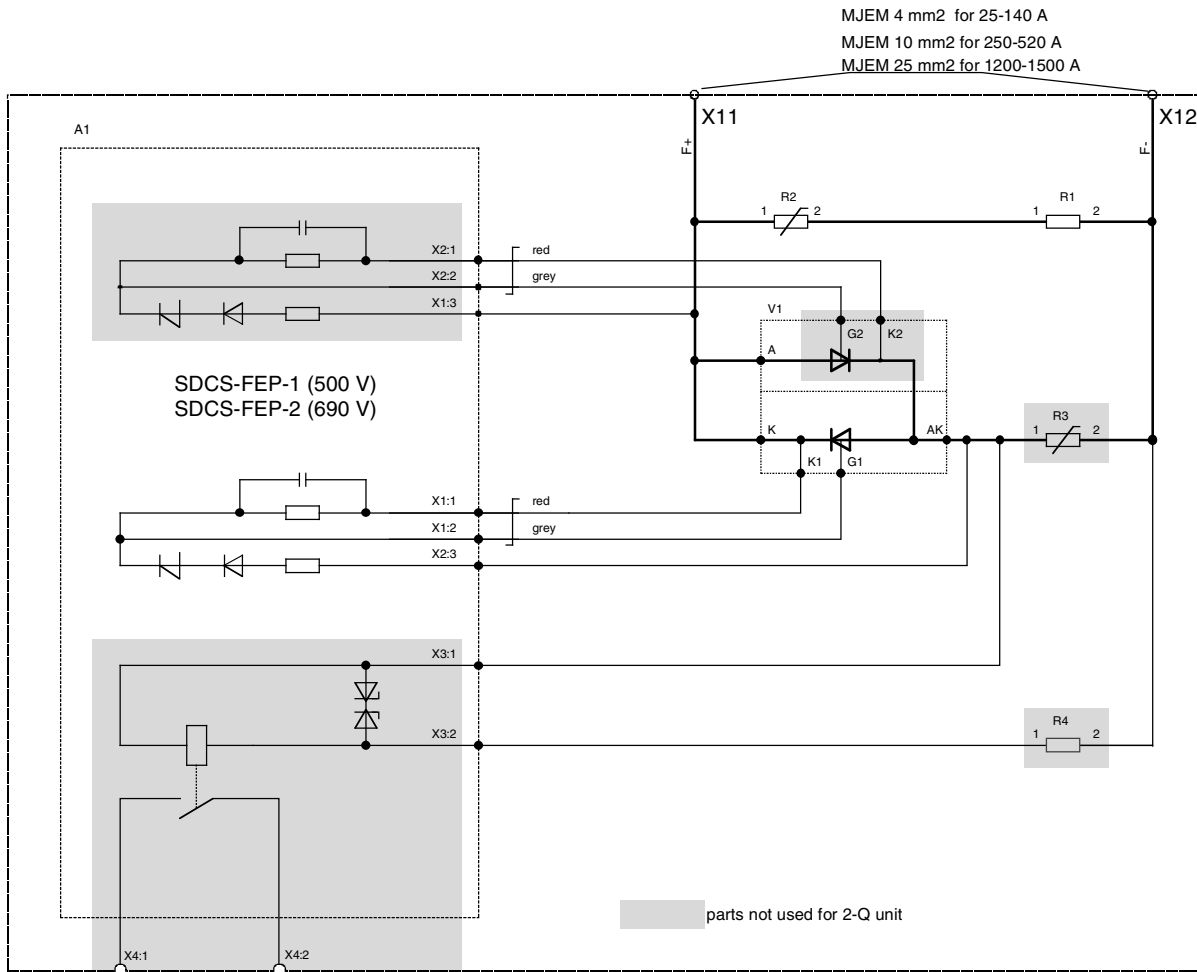 MJEM 4 mm2 for 25-140 A
MJEM 10 mm2 for 250-520 A
MJEM 25 mm2 for 1200-1500 A
X11
X12
A1
F+
F-
R2
R1
1 2
1 2
X2:1 red
X2:2 grey
X1:3
V1
G2 K2
A
SDCS-FEP-1 (500 V)
SDCS-FEP-2 (690 V)
R3
1 2
K AK
K1 G1
X1:1 red
X1:2 grey
X2:3
X3:1
R4
X3:2 1 2
parts not used for 2-Q unit
X4:1 X4:2